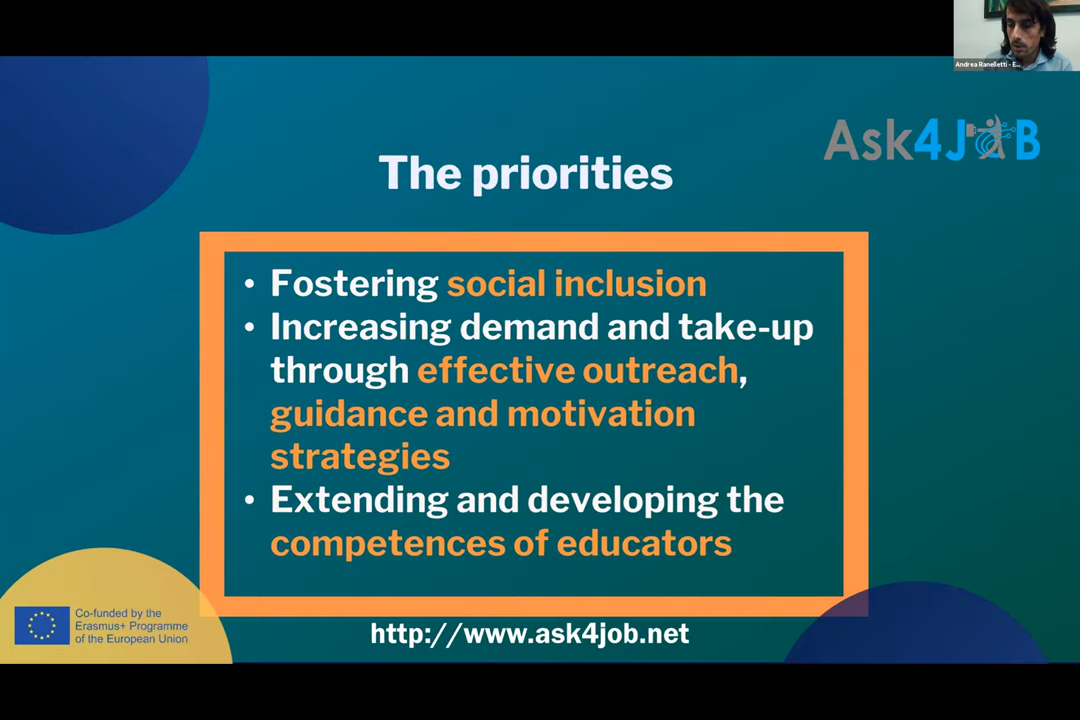 Andrea Ranelletti - E...
Ask4JOB
The priorities
• Fostering social inclusion
• Increasing demand and take-up
through effective outreach,
guidance and motivation
strategies
• Extending and developing the
competences of educators
Co-funded by the
Erasmus+ Programme
of the European Union
http://www.ask4job.net